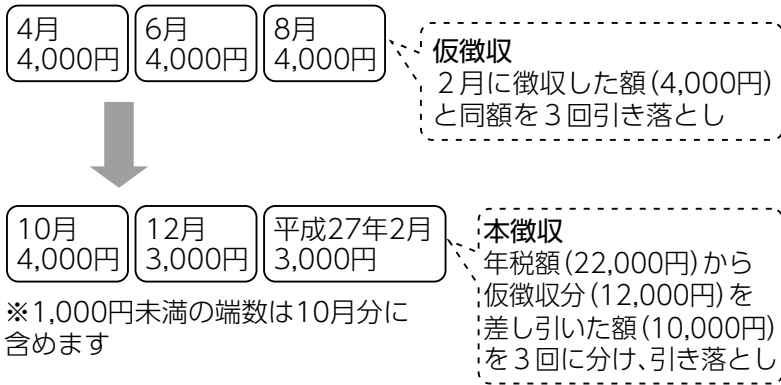 4月
4,000円
6月
4,000円
8月
4,000円
仮徴収
2月に徴収した額(4,000円)
と同額を3回引き落とし
10月
4,000円
12月
3,000円
平成27年2月
3,000円
本徴収
年税額(22,000円)から
仮徴収分(12,000円)を
差し引いた額(10,000円)
を3回に分け、引き落とし
※1,000円未満の端数は10月分に
含めます